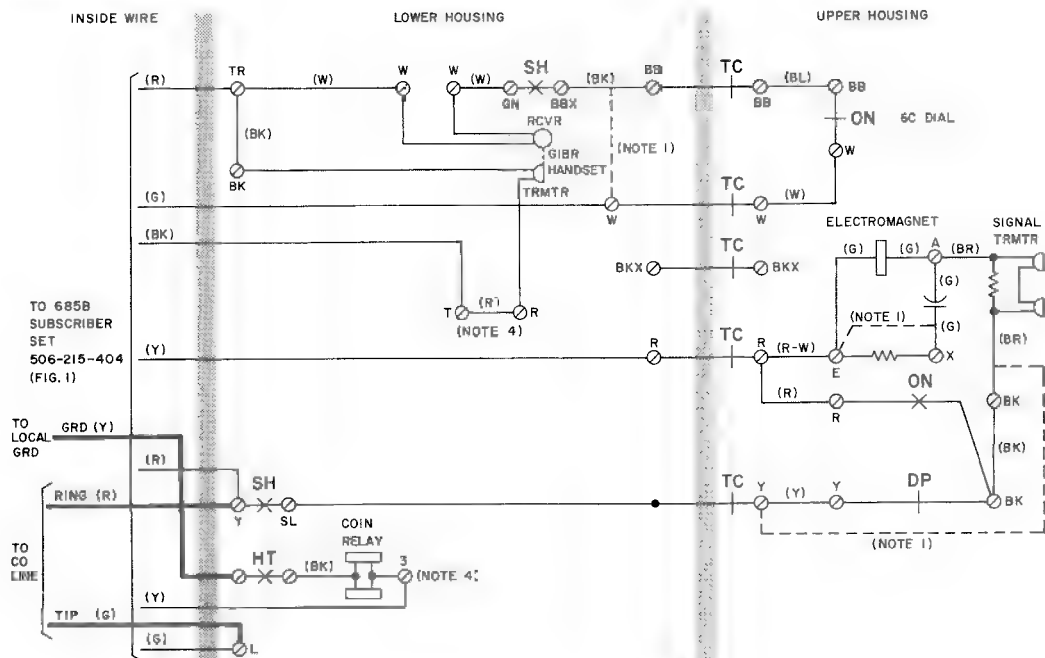 INSIDE WIRE
LOWER HOUSING
UPPER HOUSING
(R)
TR
(W)
W
W
(W)
SH
(BK)
BB
TC
(BL)
BB
GN
BBX
BB
ON
6C DIAL
RCVR
(BK)
(NOTE 1)
W
GIBR
HANDSET
BK
TRMTR
(G)
W
TC
W
(W)
ELECTROMAGNET
SIGNAL
TRMTR
(BK)
(G)
(G)
A
(BR)
TC
BKX
BKX
(G)
TO 685B
SUBSCRIBER
SET
506-215-404
(FIG. 1)
T
(R)
R
(NOTE 4)
(NOTE 1)
(G)
(BR)
(Y)
R
TC
R
(R-W)
E
X
ON
(R)
R
BK
TO
LOCAL
GRD
GRD (Y)
(BK)
(R)
SH
RING (R)
Y
SL
TC
Y
(Y)
Y
DP
BK
TO
CO
LINE
COIN
RELAY
(NOTE 1)
HT
(BK)
3
(NOTE 4)
(Y)
TIP (G)
(G)
L